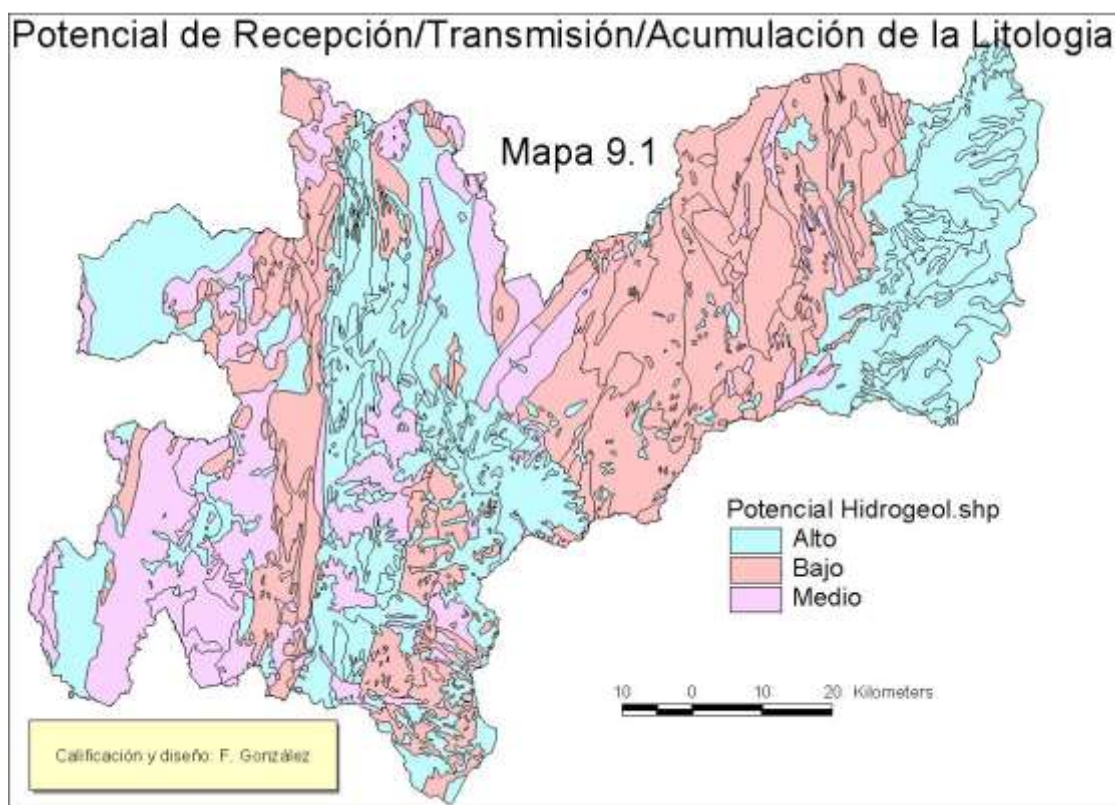 Potencial de Recepción/Transmisión/Acumulación de la Litologia
Mapa 9.1
Potencial Hidrogeol.shp
Alto
Bajo
Medio
10 0 10 20 Kilometers
Calificación y diseño: F. González